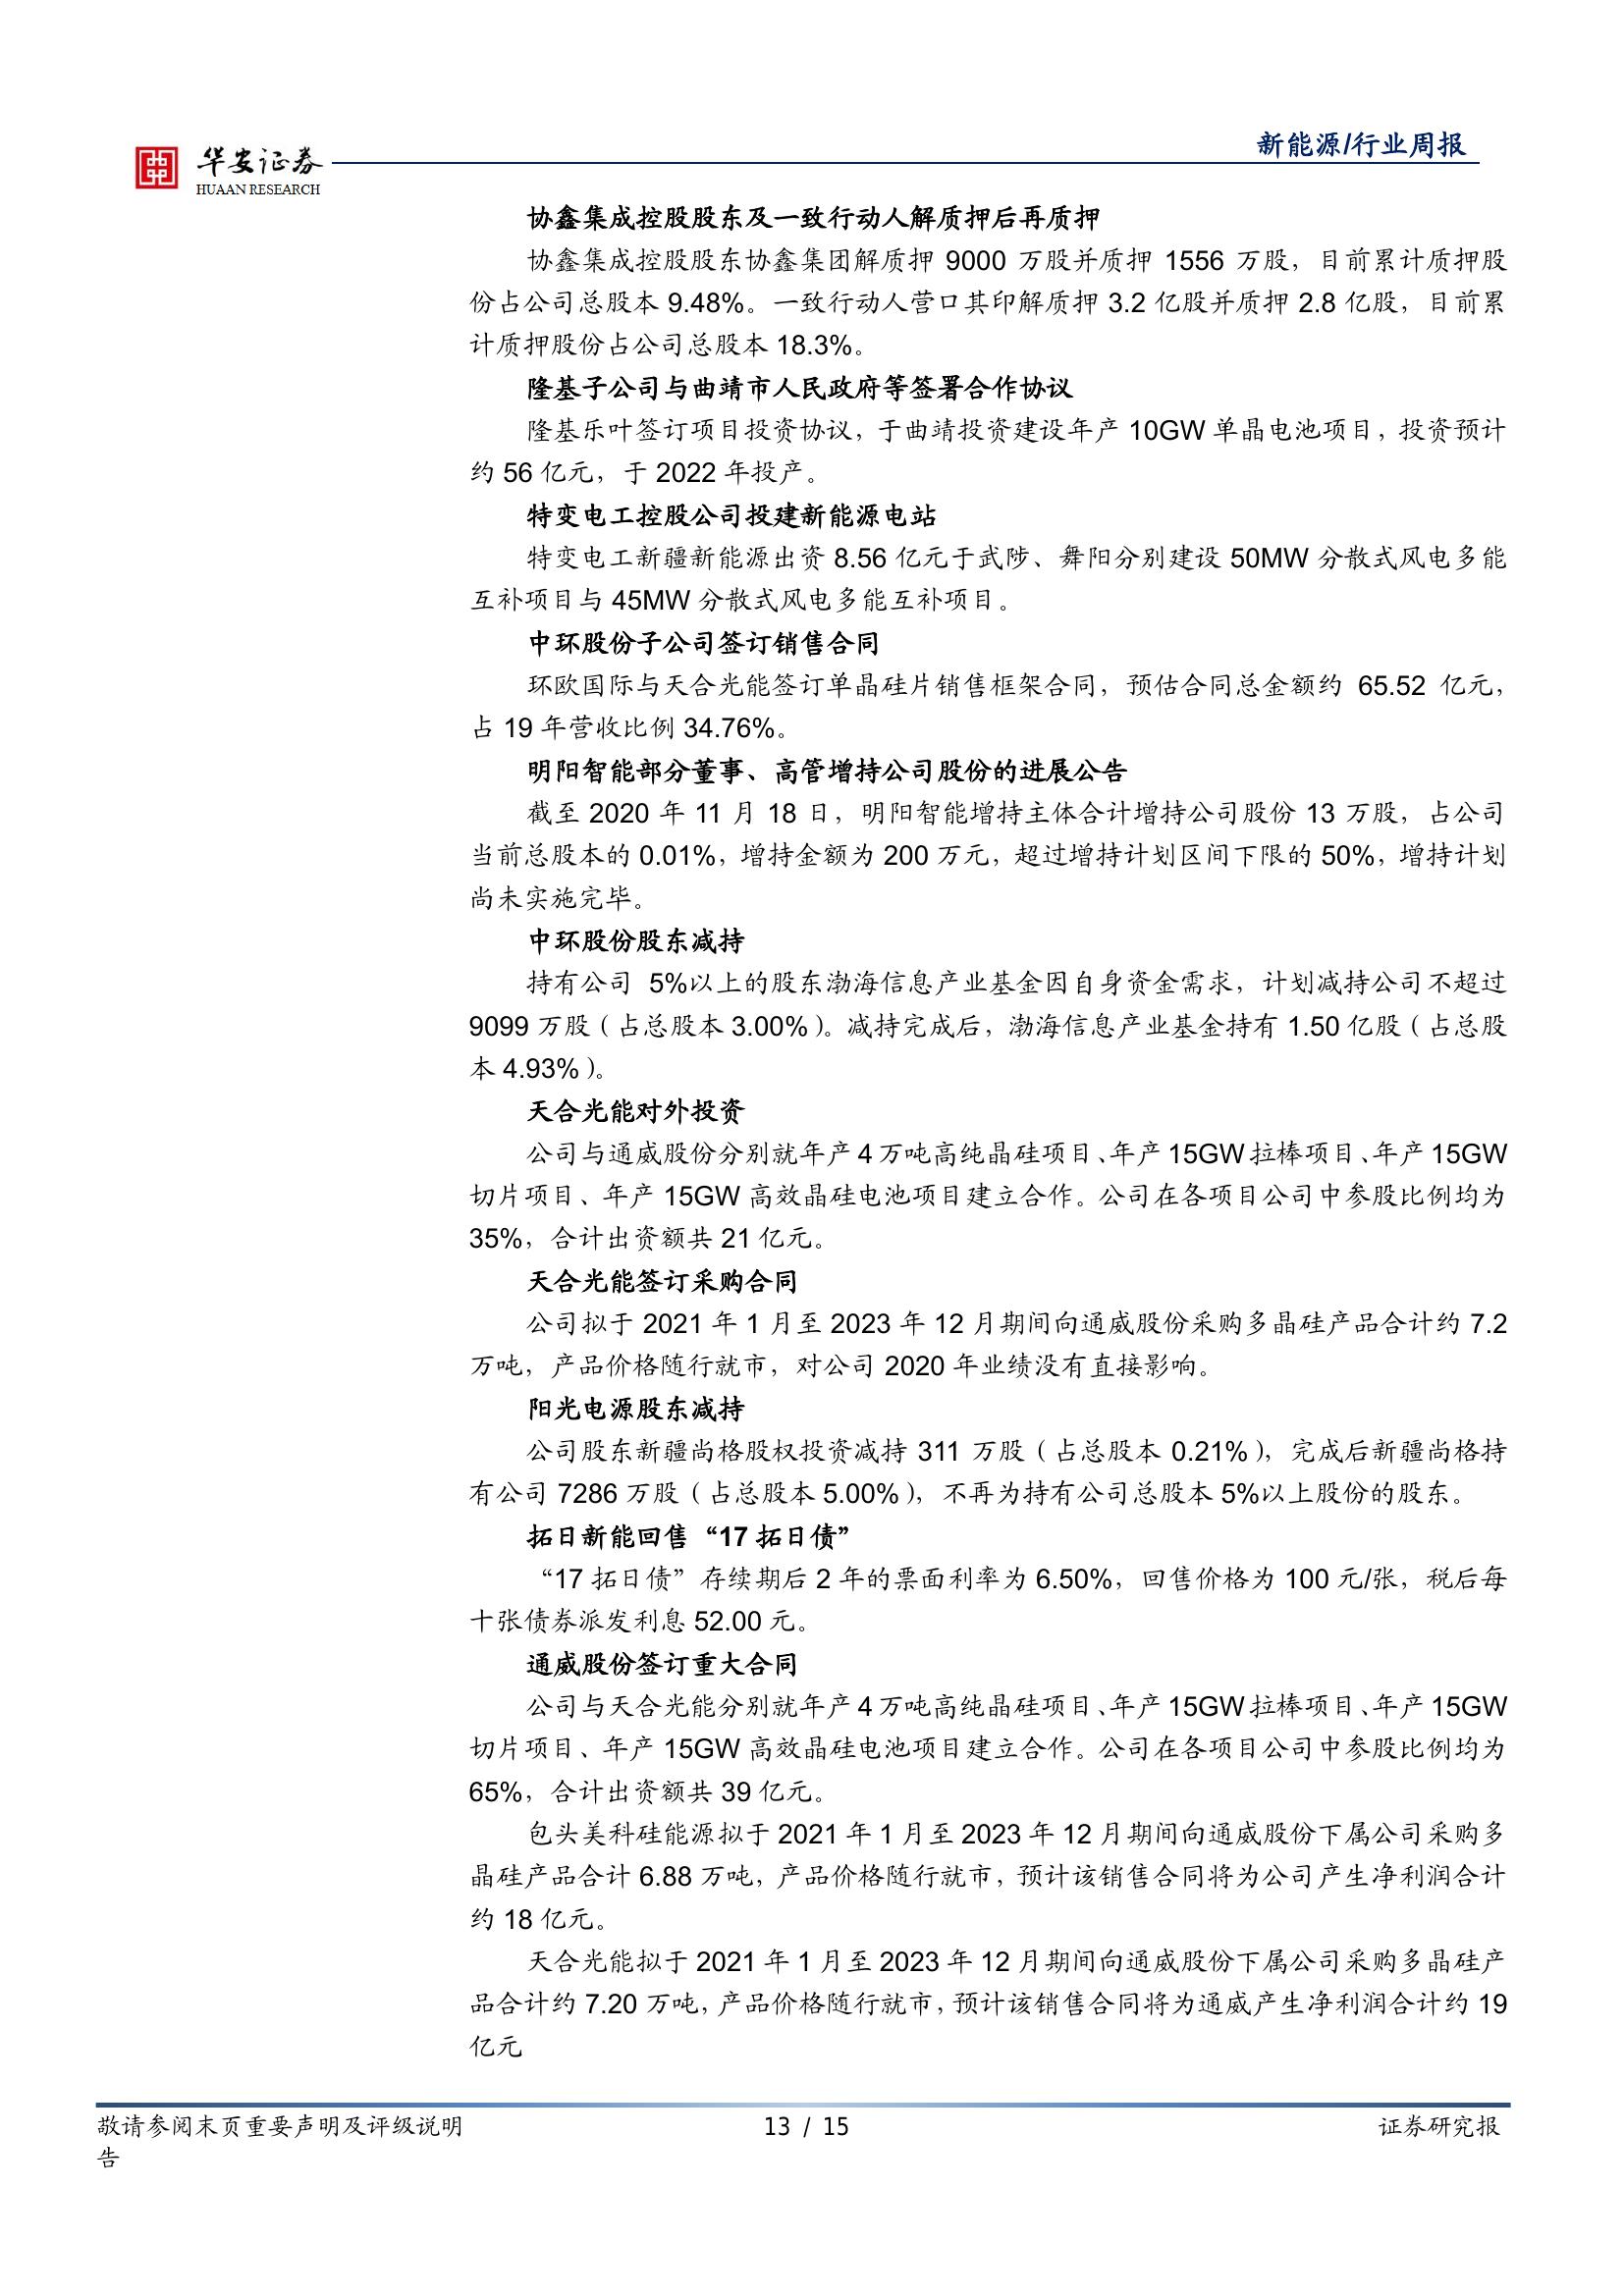 华安证券
HUAAN RESEARCH
新能源/行业周报
协鑫集成控股股东及一致行动人解质押后再质押
协鑫集成控股股东协鑫集团解质押 9000 万股并质押 1556 万股，目前累计质押股
份占公司总股本 9.48%。一致行动人营口其印解质押 3.2 亿股并质押 2.8 亿股，目前累
计质押股份占公司总股本 18.3%。
隆基子公司与曲靖市人民政府等签署合作协议
隆基乐叶签订项目投资协议，于曲靖投资建设年产 10GW 单晶电池项目，投资预计
约 56 亿元，于 2022 年投产。
特变电工控股公司投建新能源电站
特变电工新疆新能源出资 8.56 亿元于武陟、舞阳分别建设 50MW 分散式风电多能
互补项目与 45MW 分散式风电多能互补项目。
中环股份子公司签订销售合同
环欧国际与天合光能签订单晶硅片销售框架合同，预估合同总金额约 65.52 亿元，
占 19 年营收比例 34.76%。
明阳智能部分董事、高管增持公司股份的进展公告
截至 2020 年 11 月 18 日，明阳智能增持主体合计增持公司股份 13 万股，占公司
当前总股本的 0.01%，增持金额为 200 万元，超过增持计划区间下限的 50%，增持计划
尚未实施完毕。
中环股份股东减持
持有公司 5%以上的股东渤海信息产业基金因自身资金需求，计划减持公司不超过
9099 万股（占总股本 3.00%）。减持完成后，渤海信息产业基金持有 1.50 亿股（占总股
本 4.93%）。
天合光能对外投资
公司与通威股份分别就年产 4 万吨高纯晶硅项目、年产 15GW 拉棒项目、年产 15GW
切片项目、年产 15GW 高效晶硅电池项目建立合作。公司在各项目公司中参股比例均为
35%，合计出资额共 21 亿元。
天合光能签订采购合同
公司拟于 2021 年 1 月至 2023 年 12 月期间向通威股份采购多晶硅产品合计约 7.2
万吨，产品价格随行就市，对公司 2020 年业绩没有直接影响。
阳光电源股东减持
公司股东新疆尚格股权投资减持 311 万股（占总股本 0.21%），完成后新疆尚格持
有公司 7286 万股（占总股本 5.00%），不再为持有公司总股本 5%以上股份的股东。
拓日新能回售“17 拓日债”
“17 拓日债”存续期后 2 年的票面利率为 6.50%，回售价格为 100 元/张，税后每
十张债券派发利息 52.00 元。
通威股份签订重大合同
公司与天合光能分别就年产 4 万吨高纯晶硅项目、年产 15GW 拉棒项目、年产 15GW
切片项目、年产 15GW 高效晶硅电池项目建立合作。公司在各项目公司中参股比例均为
65%，合计出资额共 39 亿元。
包头美科硅能源拟于 2021 年 1 月至 2023 年 12 月期间向通威股份下属公司采购多
晶硅产品合计 6.88 万吨，产品价格随行就市，预计该销售合同将为公司产生净利润合计
约 18 亿元。
天合光能拟于 2021 年 1 月至 2023 年 12 月期间向通威股份下属公司采购多晶硅产
品合计约 7.20 万吨，产品价格随行就市，预计该销售合同将为通威产生净利润合计约 19
亿元
敬请参阅末页重要声明及评级说明 13 / 15 证券研究报
告